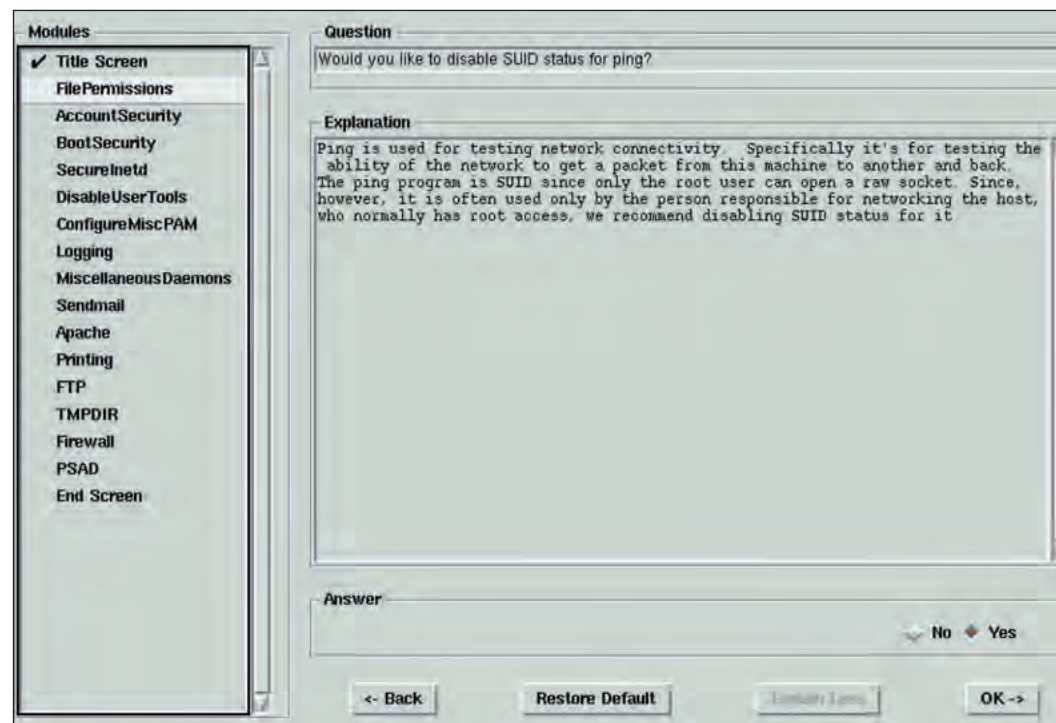 Modules
✔ Title Screen
FilePermissions
AccountSecurity
BootSecurity
SecureInetd
DisableUserTools
ConfigureMiscPAM
Logging
MiscellaneousDaemons
Sendmail
Apache
Printing
FTP
TMPDIR
Firewall
PSAD
End Screen
Question
Would you like to disable SUID status for ping?
Explanation
Ping is used for testing network connectivity. Specifically it's for testing the
ability of the network to get a packet from this machine to another and back.
The ping program is SUID since only the root user can open a raw socket. Since,
however, it is often used only by the person responsible for networking the host,
who normally has root access, we recommend disabling SUID status for it
Answer
No Yes
<- Back Restore Default Explain Less OK ->